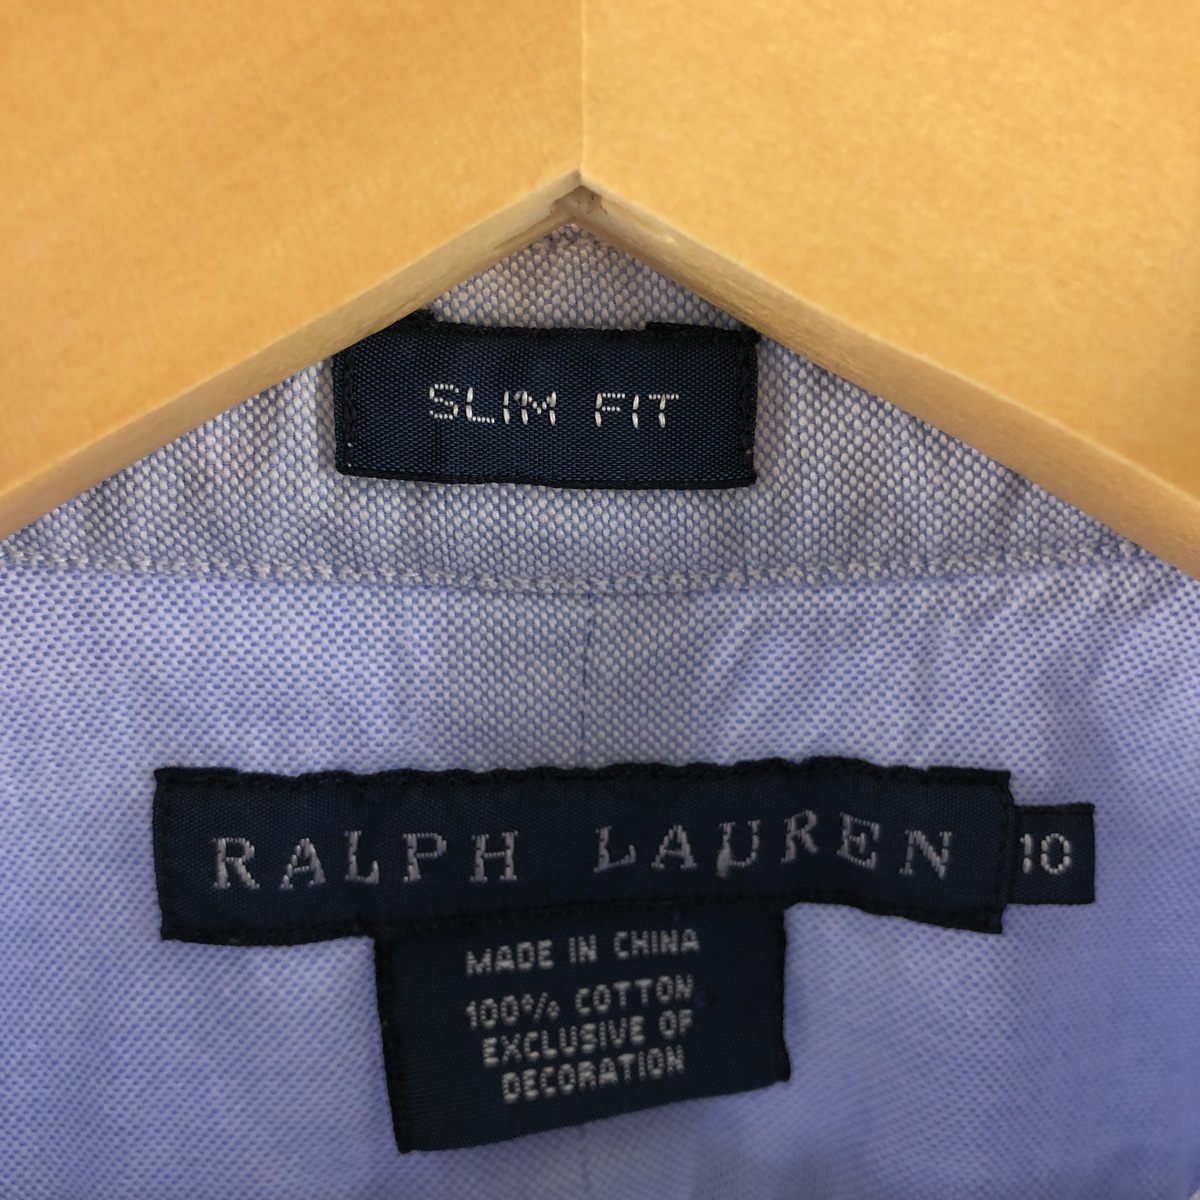 SLIM FIT
RALPH LAUREN 10
MADE IN CHINA
100% COTTON
EXCLUSIVE OF
DECORATION